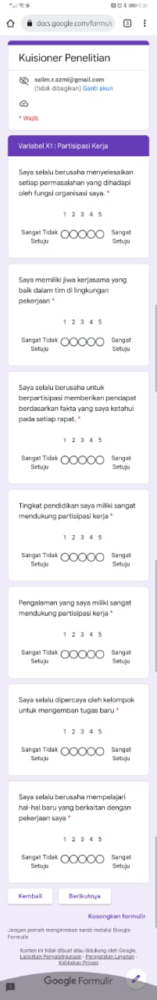 9:30
docs.google.com/forms/
3
Kuisioner Penelitian
salim.r.azmi@gmail.com
(tidak dibagikan) Ganti akun
* Wajib
Variabel X1 : Partisipasi Kerja
Saya selalu berusaha menyelesaikan
setiap permasalahan yang dihadapi
oleh fungsi organisasi saya. *
1 2 3 4 5
Sangat Tidak Sangat
Setuju Setuju
Saya memiliki jiwa kerjasama yang
baik dalam tim di lingkungan
pekerjaan *
1 2 3 4 5
Sangat Tidak Sangat
Setuju Setuju
Saya selalu berusaha untuk
berpartisipasi memberikan pendapat
berdasarkan fakta yang saya ketahui
pada setiap rapat. *
1 2 3 4 5
Sangat Tidak Sangat
Setuju Setuju
Tingkat pendidikan saya miliki sangat
mendukung partisipasi kerja *
1 2 3 4 5
Sangat Tidak Sangat
Setuju Setuju
Pengalaman yang saya miliki sangat
mendukung partisipasi kerja *
1 2 3 4 5
Sangat Tidak Sangat
Setuju Setuju
Saya selalu dipercaya oleh kelompok
untuk mengemban tugas baru *
1 2 3 4 5
Sangat Tidak Sangat
Setuju Setuju
Saya selalu berusaha mempelajari
hal-hal baru yang berkaitan dengan
pekerjaan saya *
1 2 3 4 5
Sangat Tidak Sangat
Setuju Setuju
Kembali Berikutnya
Kosongkan formulir
Jangan pernah mengirimkan sandi melalui Google
Formulir.
Konten ini tidak dibuat atau didukung oleh Google.
Laporkan Penyalahgunaan - Persyaratan Layanan -
Kebijakan Privasi
Google Formulir